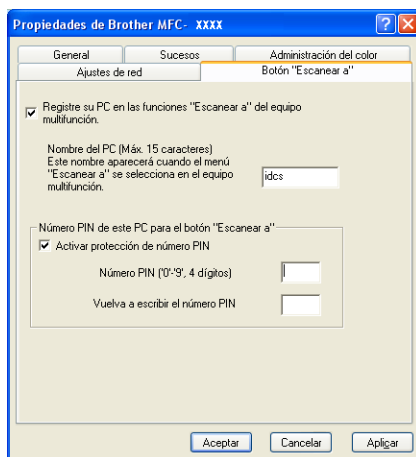 Propiedades de Brother MFC- XXXX
General
Sucesos
Administración del color
Ajustes de red
Botón "Escanear a"
Registre su PC en las funciones "Escanear a" del equipo
multifunción.
Nombre del PC (Máx. 15 caracteres)
Este nombre aparecerá cuando el menú
"Escanear a" se selecciona en el equipo
multifunción.
idcs
Número PIN de este PC para el botón "Escanear a"
Activar protección de número PIN
Número PIN ('0'-'9', 4 dígitos)
Vuelva a escribir el número PIN
Aceptar
Cancelar
Aplicar